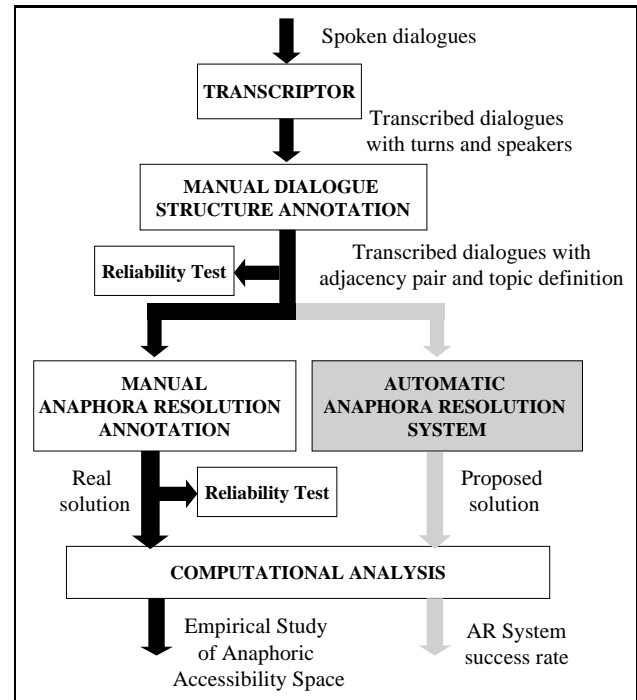 Spoken dialogues
TRANSCRIPTOR
Transcribed dialogues
with turns and speakers
MANUAL DIALOGUE
STRUCTURE ANNOTATION
Reliability Test
Transcribed dialogues with
adjacency pair and topic definition
MANUAL
ANAPHORA RESOLUTION
ANNOTATION
AUTOMATIC
ANAPHORA RESOLUTION
SYSTEM
Real
solution
Reliability Test
Proposed
solution
COMPUTATIONAL ANALYSIS
Empirical Study
of Anaphoric
Accessibility Space
AR System
success rate